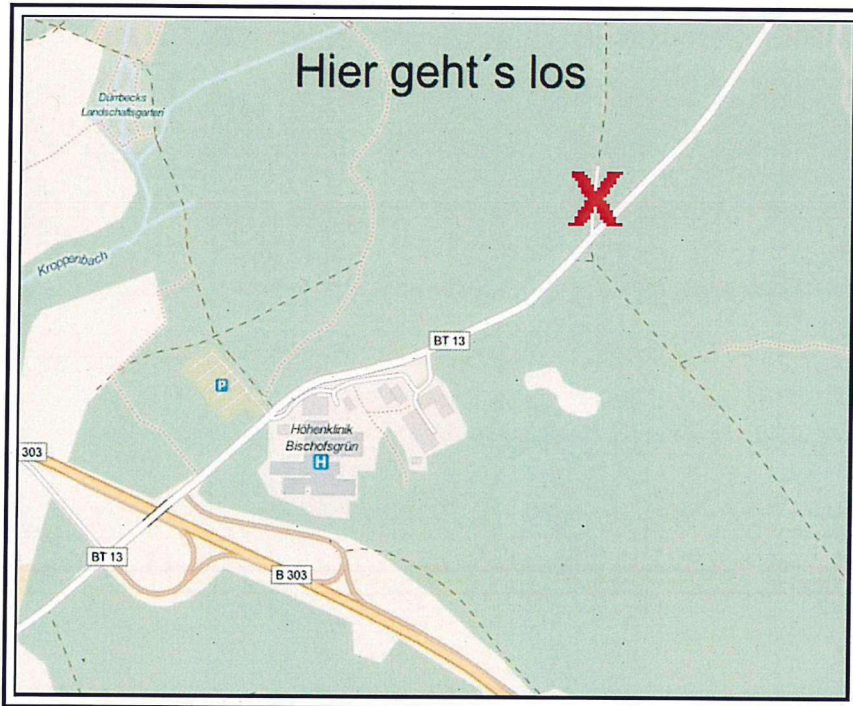 Hier geht´s los
Dürrbecks
Landschaftsgarten
Kroppenbach
BT 13
P
Höhenklinik
Bischofsgrün
H
303
BT 13
B 303
X